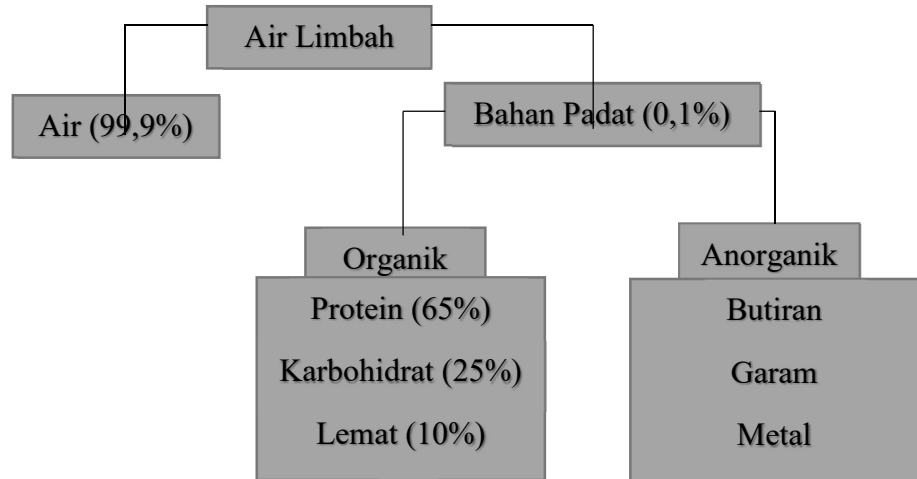 Air Limbah
Air (99,9%)
Bahan Padat (0,1%)
Organik
Protein (65%)
Karbohidrat (25%)
Lemat (10%)
Anorganik
Butiran
Garam
Metal